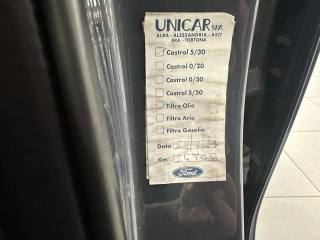 UNICAR SPA
ALBA - ALESSANDRIA - ASTI
BRA - TORTONA
Castrol 5/30
Castrol 0/20
Castrol 0/30
Castrol 5/20
Filtro Olio
Filtro Aria
Filtro Gasolio
Data
Km
Ford